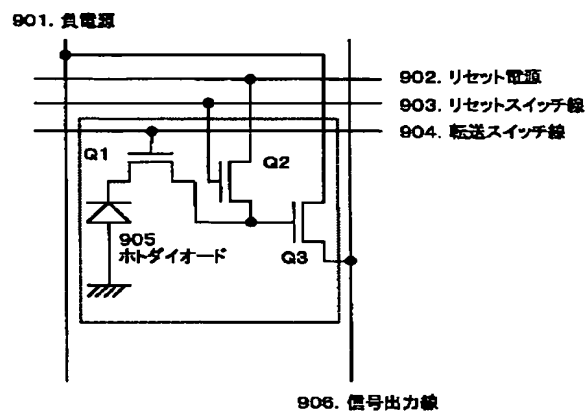 901. 負電源
902. リセット電源
903. リセットスイッチ線
904. 転送スイッチ線
Q1
Q2
905
ホトダイオード
Q3
906. 信号出力線